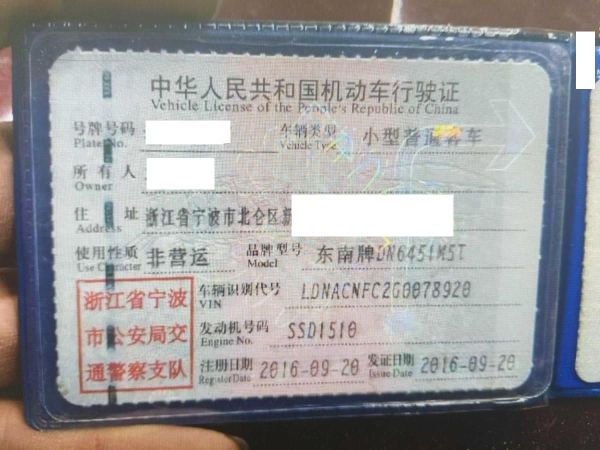 中华人民共和国机动车行驶证
Vehicle License of the People's Republic of China
号牌号码 车辆类型 小型普通客车
Plate No. Vehicle Type
所有人
Owner
住址 浙江省宁波市北仑区新
Address
使用性质 非营运 品牌型号 东南牌DN6451M5T
Use Character Model
浙江省宁波
市公安局交
通警察支队
车辆识别代号 LDNACNFC2G0078920
VIN
发动机号码 SSD1510
Engine No.
注册日期 2016-09-20 发证日期 2016-09-20
Register Date Issue Date